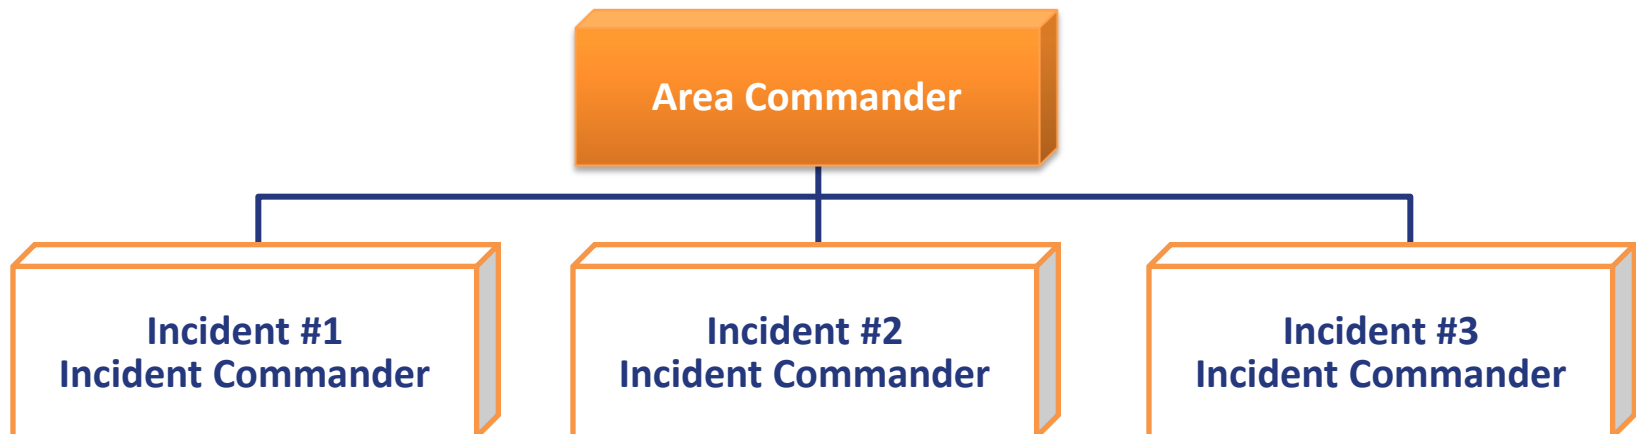 Area Commander
Incident #1
Incident Commander
Incident #2
Incident Commander
Incident #3
Incident Commander